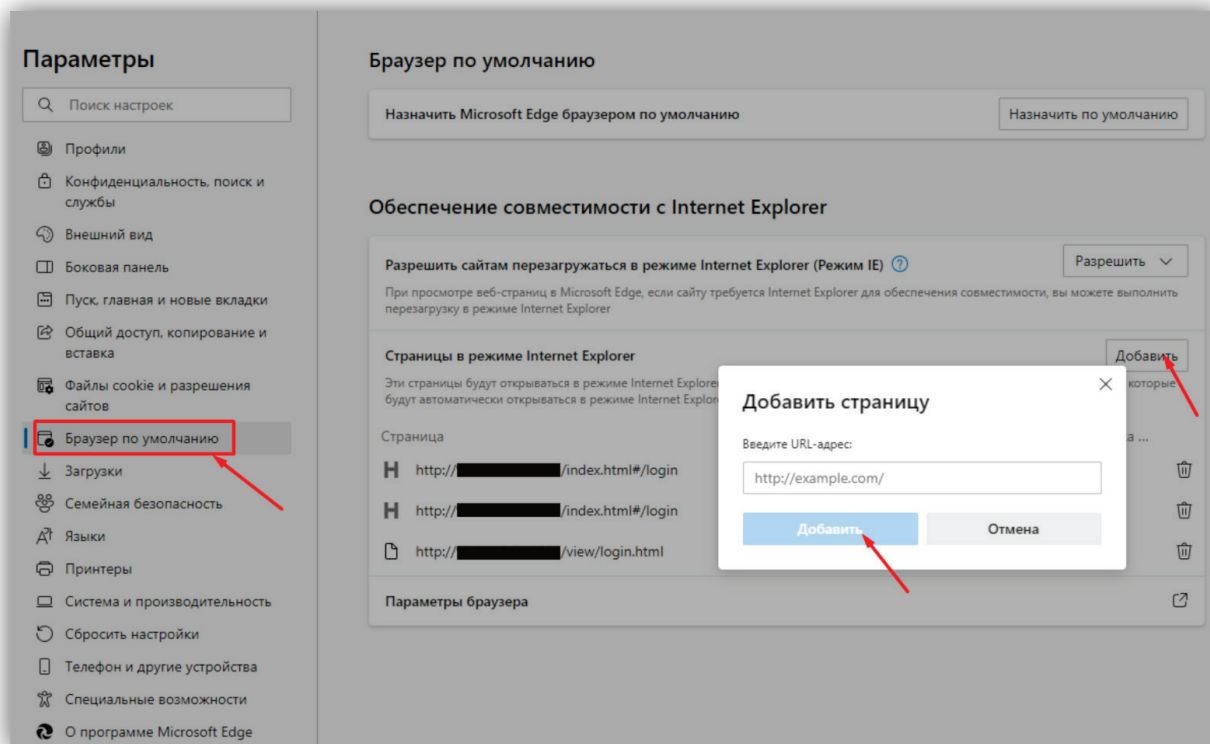 Параметры
Поиск настроек
Профили
Конфиденциальность, поиск и
службы
Внешний вид
Боковая панель
Пуск, главная и новые вкладки
Общий доступ, копирование и
вставка
Файлы cookie и разрешения
сайтов
Браузер по умолчанию
Загрузки
Семейная безопасность
Языки
Принтеры
Система и производительность
Сбросить настройки
Телефон и другие устройства
Специальные возможности
О программе Microsoft Edge
Браузер по умолчанию
Назначить Microsoft Edge браузером по умолчанию
Назначить по умолчанию
Обеспечение совместимости с Internet Explorer
Разрешить сайтам перезагружаться в режиме Internet Explorer (Режим IE)
Разрешить
При просмотре веб-страниц в Microsoft Edge, если сайту требуется Internet Explorer для обеспечения совместимости, вы можете выполнить
перезагрузку в режиме Internet Explorer
Страницы в режиме Internet Explorer
Добавить
Эти страницы будут открываться в режиме Internet Explore которые
будут автоматически открываться в режиме Internet Explor
Страница
http:// /index.html#/login
http:// /index.html#/login
http:// /view/login.html
Параметры браузера
Добавить страницу
Введите URL-адрес:
http://example.com/
Добавить
Отмена